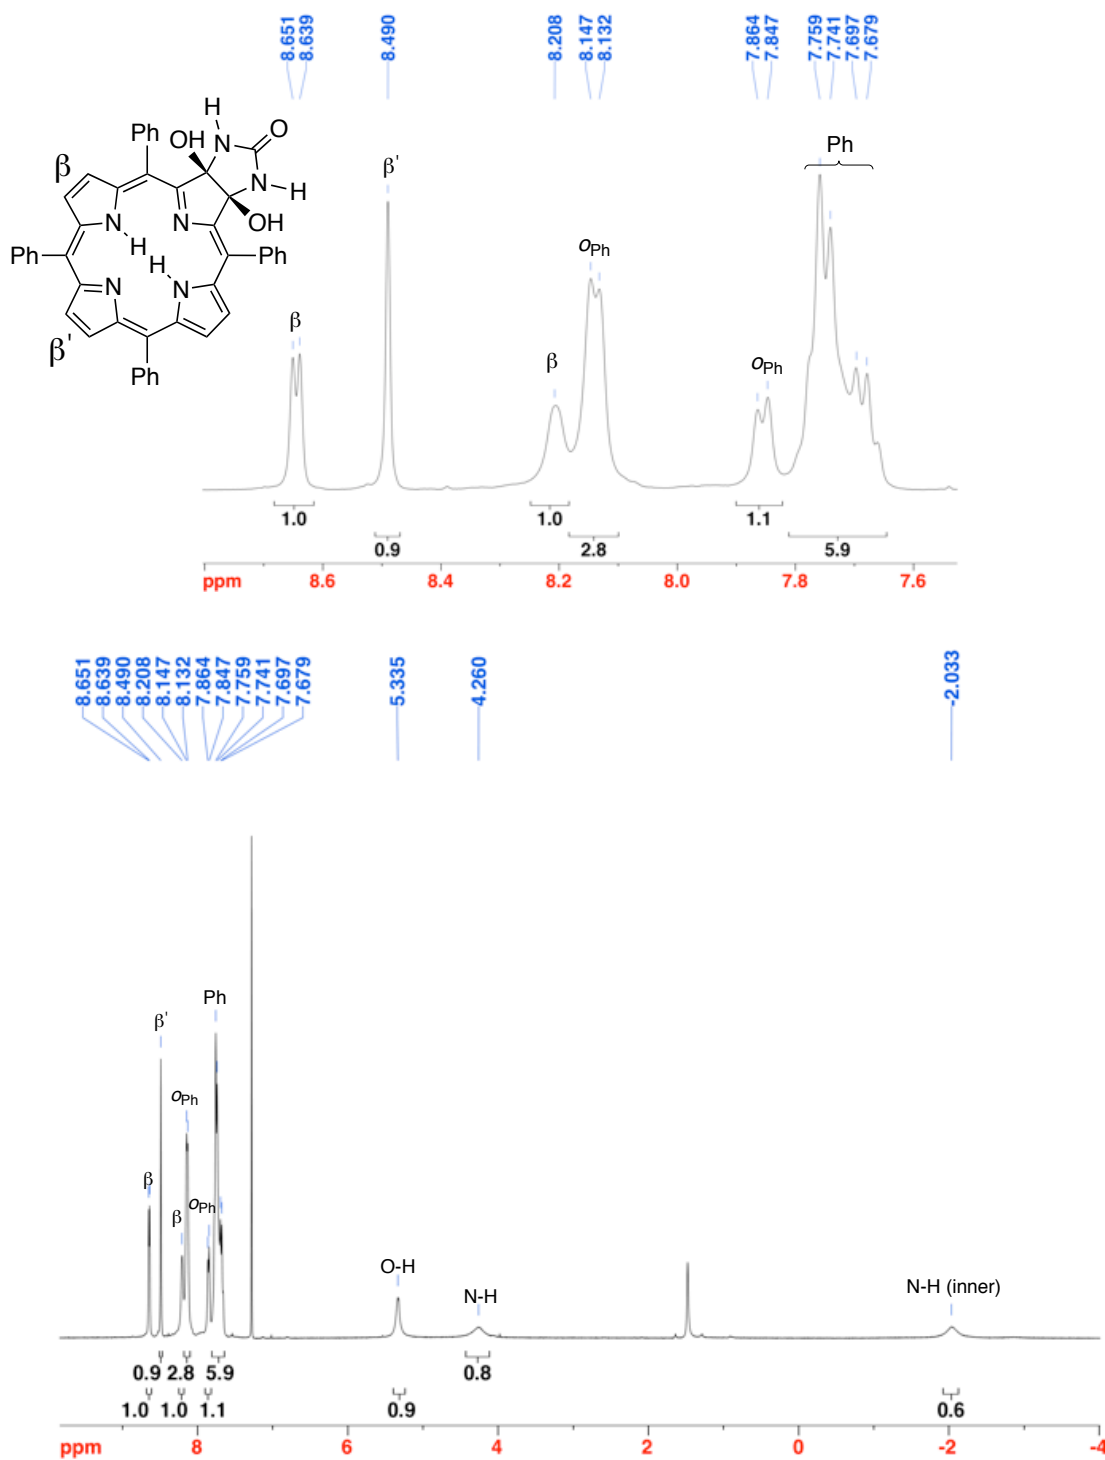 8.651
8.639
8.490
8.208
8.147
8.132
7.864
7.847
7.759
7.741
7.697
7.679
H
Ph OH N O
β N H
OH
N N
H
Ph H Ph
N N
β'
Ph
β
β'
β
oPh
oPh
Ph
1.0 1.0 1.1
0.9 2.8 5.9
ppm 8.6 8.4 8.2 8.0 7.8 7.6
8.651
8.639
8.490
8.208
8.147
8.132
7.864
7.847
7.759
7.741
7.697
7.679
5.335
4.260
-2.033
Ph
β'
oPh
β
oPh
β
O-H
N-H
N-H (inner)
0.9 2.8 5.9 0.8
1.0 1.0 1.1 0.9 0.6
ppm 8 6 4 2 0 -2 -4